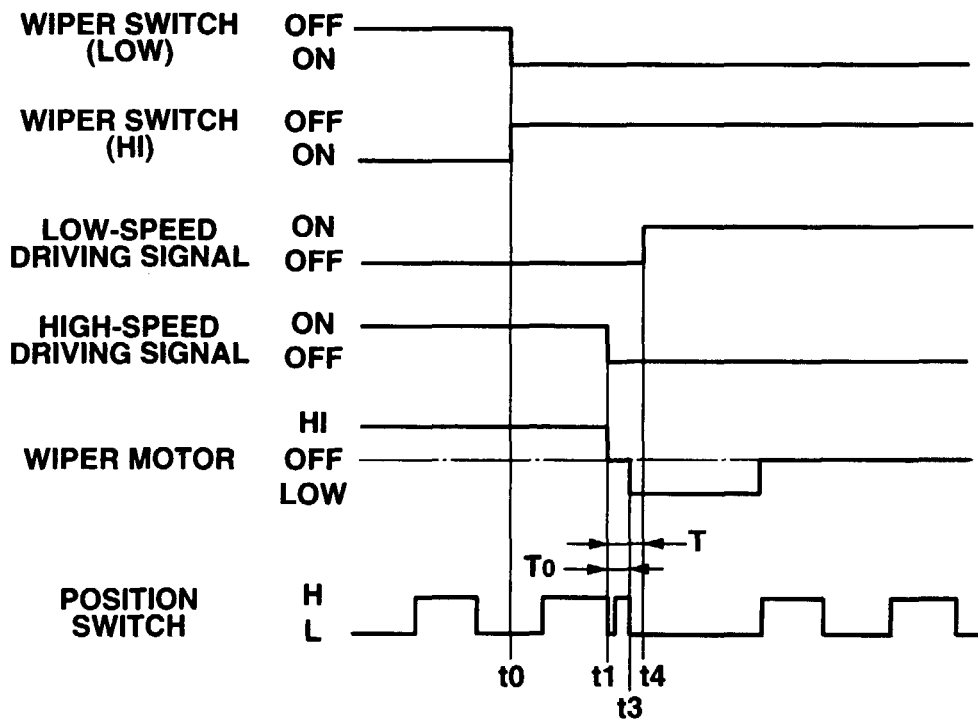 WIPER SWITCH
(LOW)
OFF
ON
WIPER SWITCH
(HI)
OFF
ON
LOW-SPEED
DRIVING SIGNAL
ON
OFF
HIGH-SPEED
DRIVING SIGNAL
ON
OFF
WIPER MOTOR
HI
OFF
LOW
T
T0
POSITION
SWITCH
H
L
t0
t1
t4
t3